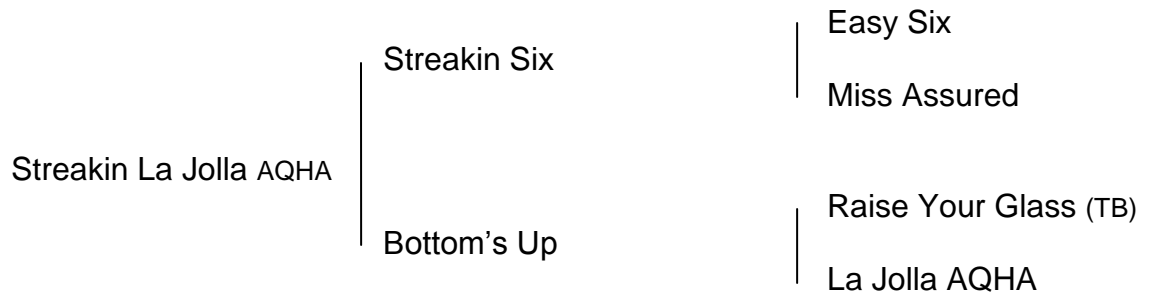 Easy Six
Streakin Six
Miss Assured
Streakin La Jolla AQHA
Raise Your Glass (TB)
Bottom’s Up
La Jolla AQHA